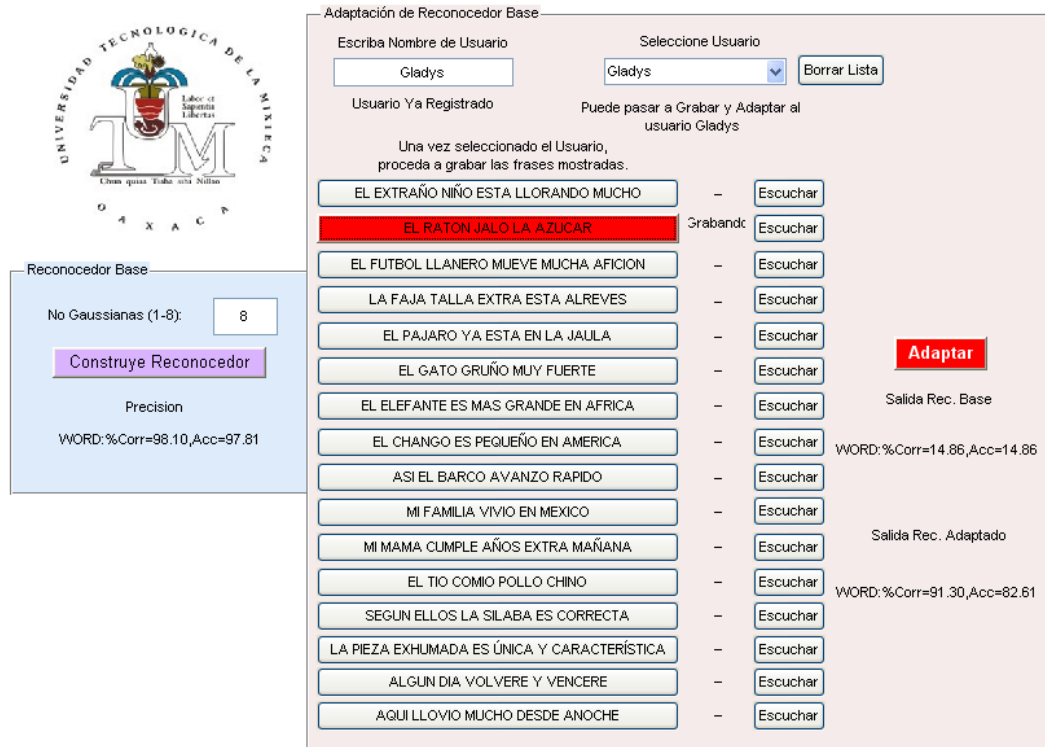 UNIVERSIDAD TECNOLOGICA DE LA MIXTECA
Labor et
Sapientia
Libertas
OAXACA
Reconocedor Base
No Gaussianas (1-8):
8
Construye Reconocedor
Precision
WORD:%Corr=98.10,Acc=97.81
Adaptación de Reconocedor Base
Escriba Nombre de Usuario
Seleccione Usuario
Gladys
Gladys
Borrar Lista
Usuario Ya Registrado
Puede pasar a Grabar y Adaptar al
usuario Gladys
Una vez seleccionado el Usuario,
proceda a grabar las frases mostradas.
EL EXTRAÑO NIÑO ESTA LLORANDO MUCHO – Escuchar
EL RATON JALO LA AZUCAR Grabando Escuchar
EL FUTBOL LLANERO MUEVE MUCHA AFICION – Escuchar
LA FAJA TALLA EXTRA ESTA ALREVES – Escuchar
EL PAJARO YA ESTA EN LA JAULA – Escuchar
EL GATO GRUÑO MUY FUERTE – Escuchar
EL ELEFANTE ES MAS GRANDE EN AFRICA – Escuchar
EL CHANGO ES PEQUEÑO EN AMERICA – Escuchar
ASI EL BARCO AVANZO RAPIDO – Escuchar
MI FAMILIA VIVIO EN MEXICO – Escuchar
MI MAMA CUMPLE AÑOS EXTRA MAÑANA – Escuchar
EL TIO COMIO POLLO CHINO – Escuchar
SEGUN ELLOS LA SILABA ES CORRECTA – Escuchar
LA PIEZA EXHUMADA ES ÚNICA Y CARACTERÍSTICA – Escuchar
ALGUN DIA VOLVERE Y VENCERE – Escuchar
AQUI LLOVIO MUCHO DESDE ANOCHE – Escuchar
Adaptar
Salida Rec. Base
WORD:%Corr=14.86,Acc=14.86
Salida Rec. Adaptado
WORD:%Corr=91.30,Acc=82.61